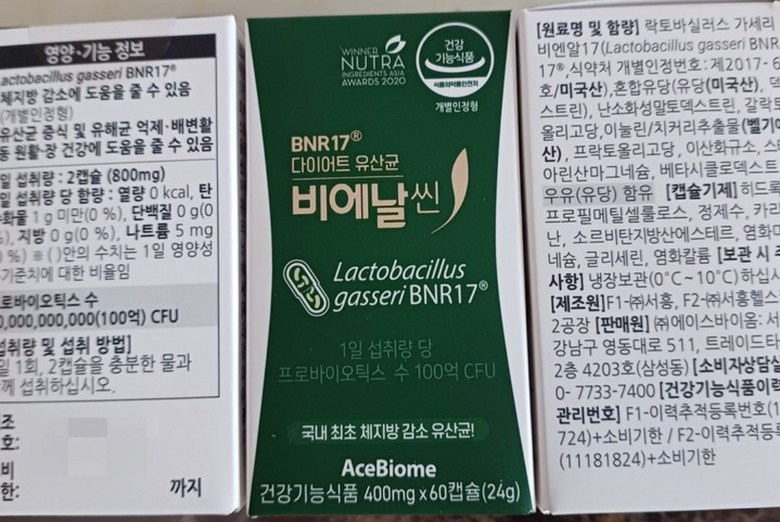 영양·기능 정보
Lactobacillus gasseri BNR17®
체지방 감소에 도움을 줄 수 있음
(개별인정형)
유산균 증식 및 유해균 억제·배변활
동 원활·장 건강에 도움을 줄 수 있음
일 섭취량 : 2캡슐 (800mg)
일 섭취량 당 함량 : 열량 0 kcal, 탄
수화물 1 g 미만(0 %), 단백질 0 g(0
%), 지방 0 g(0 %), 나트륨 5 mg
(0 %) ※ ( )안의 수치는 1일 영양성
기준치에 대한 비율임
프로바이오틱스 수
0,000,000,000(100억) CFU
섭취량 및 섭취 방법]
일 1회, 2캡슐을 충분한 물과
함께 섭취하십시오.
까지
WINNER
NUTRA
INGREDIENTS ASIA
AWARDS 2020
건강
기능식품
식품의약품안전처
개별인정형
BNR17®
다이어트 유산균
비에날씬
Lactobacillus
gasseri BNR17®
1일 섭취량 당
프로바이오틱스 수 100억 CFU
국내 최초 체지방 감소 유산균!
AceBiome
건강기능식품 400mg x 60캡슐(24g)
[원료명 및 함량] 락토바실러스 가세리
비엔알17(Lactobacillus gasseri BNR
17®,식약처 개별인정번호: 제2017- 6
호/미국산),혼합유당(유당(미국산), 덱
스트린), 난소화성말토덱스트린, 갈락
올리고당,이눌린/치커리추출물(벨기에
산) , 프락토올리고당, 이산화규소, 스테
아린산마그네슘, 베타시클로덱스트
우유(유당) 함유 [캡슐기제] 히드록
프로필메틸셀룰로스, 정제수, 카라
난, 소르비탄지방산에스테르, 염화마
네슘, 글리세린, 염화칼륨 [보관 시 주
사항] 냉장보관(0˚C~10˚C)하십시
[제조원]F1-㈜서흥, F2-㈜서흥헬스
2공장 [판매원] ㈜에이스바이옴: 서
강남구 영동대로 511, 트레이드타
2층 4203호(삼성동) [소비자상담실
0- 7733-7400 [건강기능식품이력
관리번호] F1-이력추적등록번호(1
724)+소비기한 / F2-이력추적등록
(11181824)+소비기한